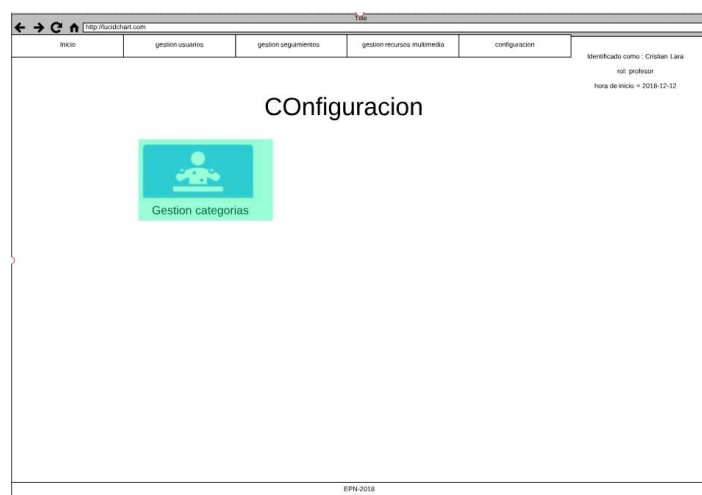 Title
http://lucidchart.com
Inicio
gestion usuarios
gestion seguimientos
gestion recursos multimedia
configuracion
Identificado como : Cristian Lara
rol: profesor
hora de inicio = 2018-12-12
COnfiguracion
Gestion categorias
EPN-2018